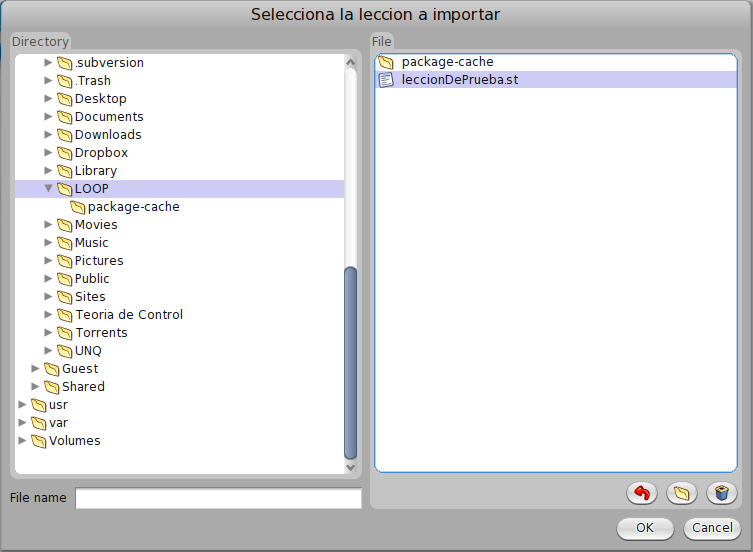 Selecciona la leccion a importar
Directory
.subversion
.Trash
Desktop
Documents
Downloads
Dropbox
Library
LOOP
package-cache
Movies
Music
Pictures
Public
Sites
Teoria de Control
Torrents
UNQ
Guest
Shared
usr
var
Volumes
File name
File
package-cache
leccionDePrueba.st
OK
Cancel